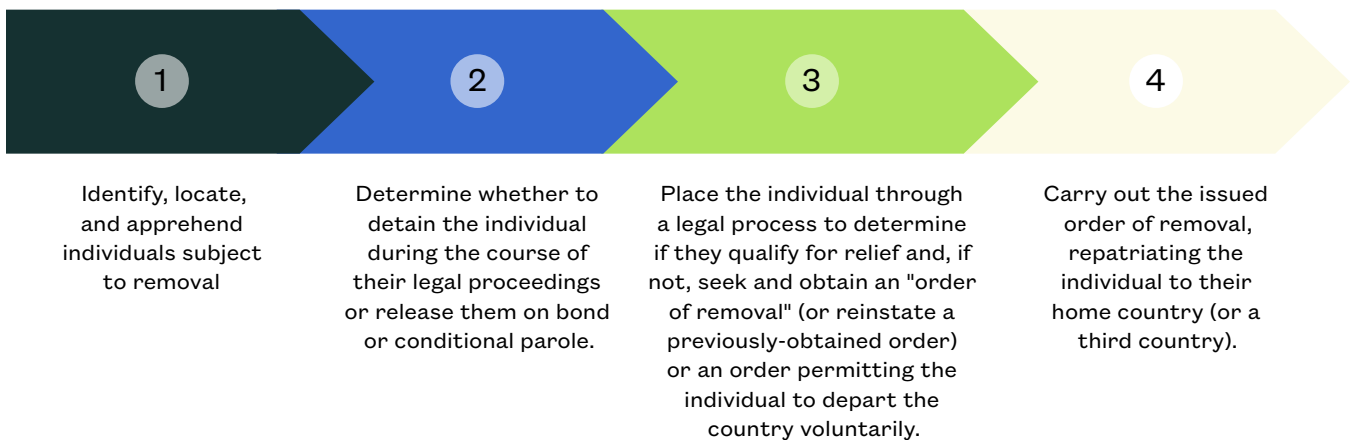 1
2
3
4
Identify, locate,
and apprehend
individuals subject
to removal
Determine whether to
detain the individual
during the course of
their legal proceedings
or release them on bond
or conditional parole.
Place the individual through
a legal process to determine
if they qualify for relief and, if
not, seek and obtain an "order
of removal" (or reinstate a
previously-obtained order)
or an order permitting the
individual to depart the
country voluntarily.
Carry out the issued
order of removal,
repatriating the
individual to their
home country (or a
third country).